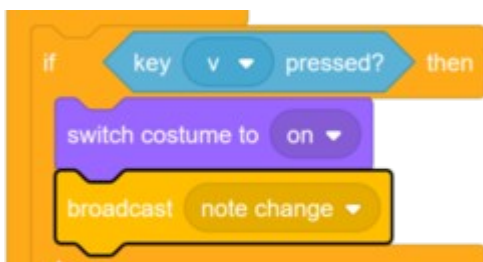 if key v pressed? then
switch costume to on
broadcast note change